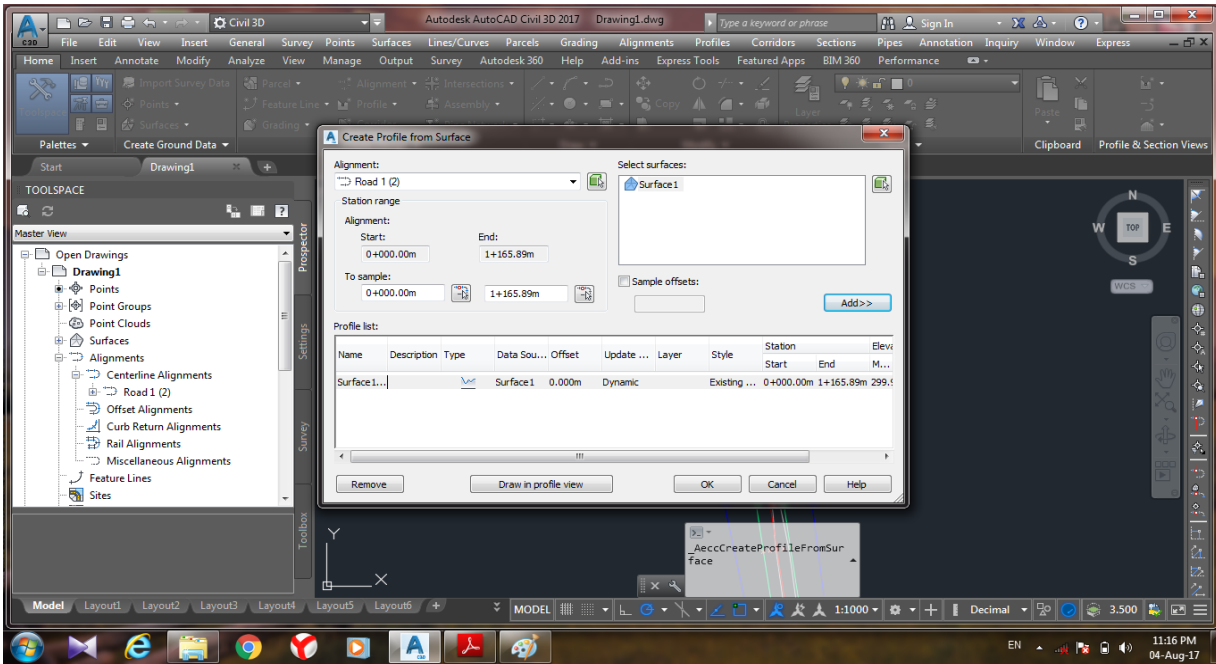 Civil 3D
Autodesk AutoCAD Civil 3D 2017 Drawing1.dwg
Type a keyword or phrase
Sign In
C3D
File Edit View Insert General Survey Points Surfaces Lines/Curves Parcels Grading Alignments Profiles Corridors Sections Pipes Annotation Inquiry Window Express
Home Insert Annotate Modify Analyze View Manage Output Survey Autodesk 360 Help Add-ins Express Tools Featured Apps BIM 360 Performance
Import Survey Data Parcel Alignment Intersections
Points Feature Line Profile Assembly Copy
Surfaces Grading
Layer
Paste
0
Palettes Create Ground Data Clipboard Profile & Section Views
Start Drawing1
TOOLSPACE
Master View
Open Drawings
Drawing1
Points
Point Groups
Point Clouds
Surfaces
Alignments
Centerline Alignments
Road 1 (2)
Offset Alignments
Curb Return Alignments
Rail Alignments
Miscellaneous Alignments
Feature Lines
Sites
Prospector
Settings
Survey
Toolbox
Create Profile from Surface
Alignment:
Road 1 (2)
Station range
Alignment:
Start: End:
0+000.00m 1+165.89m
To sample:
0+000.00m 1+165.89m
Select surfaces:
Surface1
Sample offsets:
Add>>
Profile list:
Name Description Type Data Sou... Offset Update ... Layer Style Station Eleva
Start End M...
Surface1... Surface1 0.000m Dynamic Existing ... 0+000.00m 1+165.89m 299.9
Remove Draw in profile view OK Cancel Help
N
W TOP E
S
WCS
Y
X
_AeccCreateProfileFromSur
face
Model Layout1 Layout2 Layout3 Layout4 Layout5 Layout6 +
MODEL 1:1000 Decimal 3.500
EN 11:16 PM
04-Aug-17